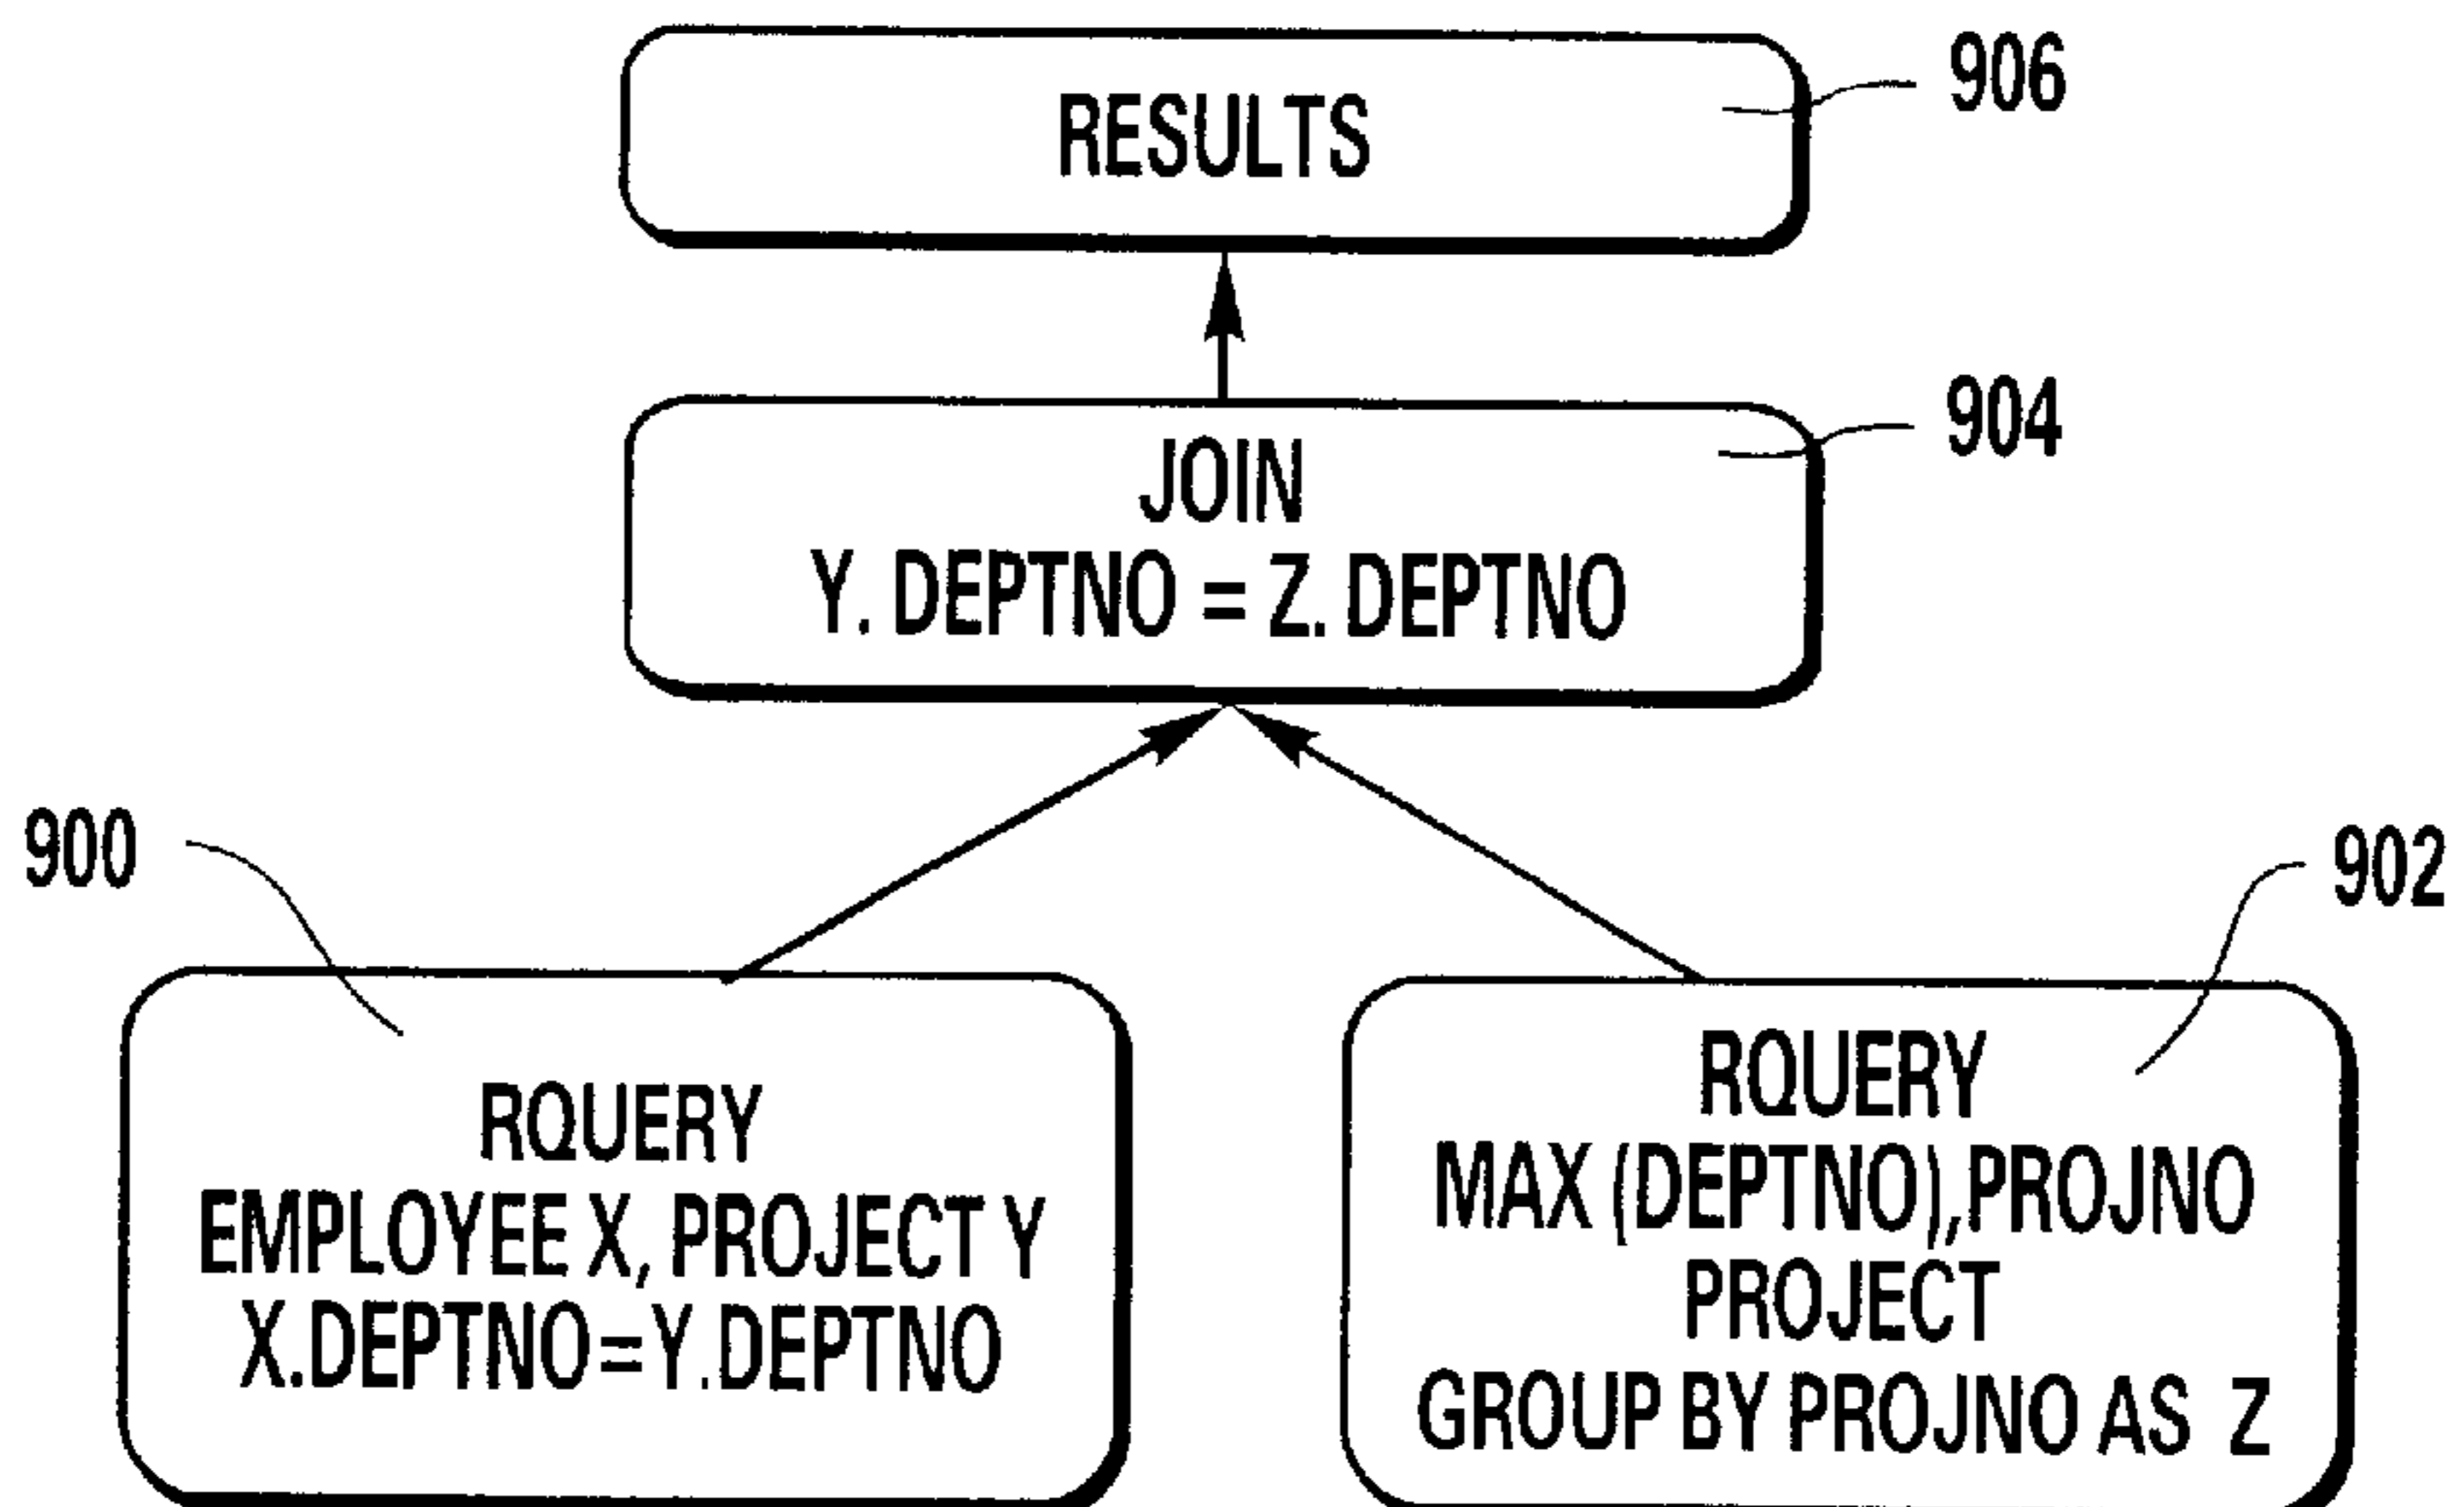 RESULTS
906
JOIN
904
Y. DEPTNO = Z. DEPTNO
900
902
RQUERY
EMPLOYEE X, PROJECT Y
X.DEPTNO=Y.DEPTNO
RQUERY
MAX (DEPTNO),PROJNO
PROJECT
GROUP BY PROJNO AS Z